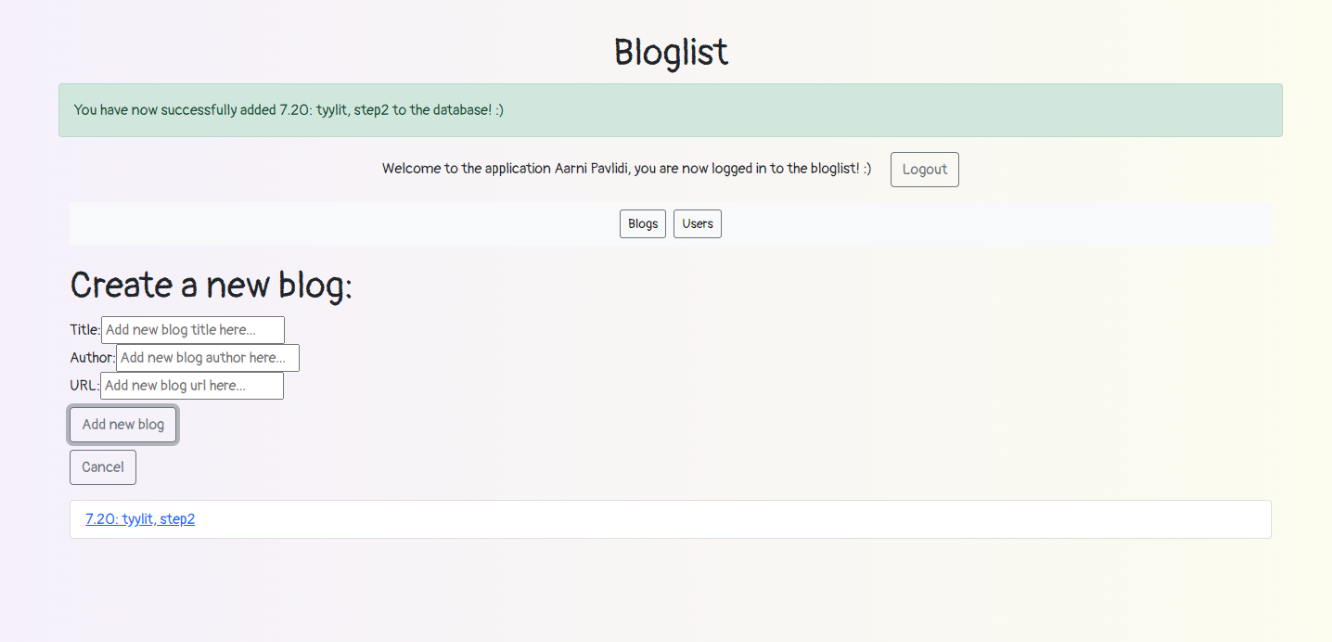 Bloglist
You have now successfully added 7.20: tyylit, step2 to the database! :)
Welcome to the application Aarni Pavlidi, you are now logged in to the bloglist! :) Logout
Blogs Users
Create a new blog:
Title: Add new blog title here...
Author: Add new blog author here...
URL: Add new blog url here...
Add new blog
Cancel
7.20: tyylit, step2